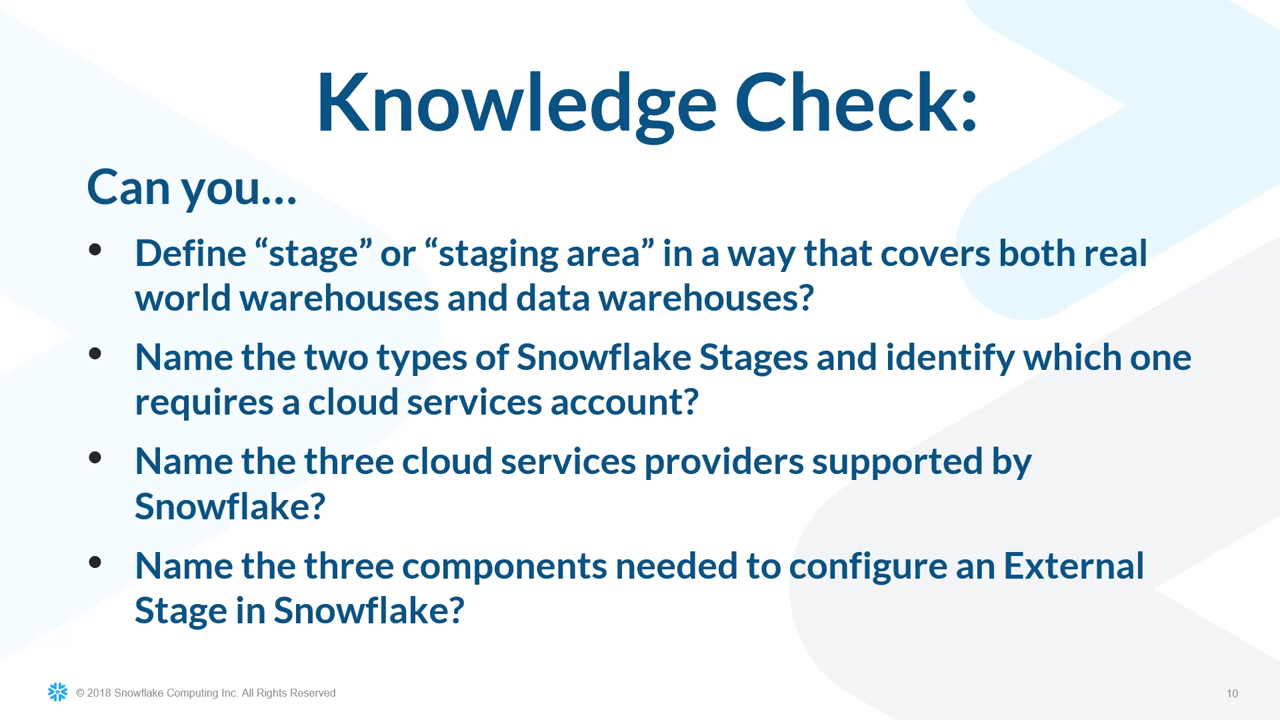 Knowledge Check:
Can you...
• Define “stage” or “staging area” in a way that covers both real
world warehouses and data warehouses?
• Name the two types of Snowflake Stages and identify which one
requires a cloud services account?
• Name the three cloud services providers supported by
Snowflake?
• Name the three components needed to configure an External
Stage in Snowflake?
© 2018 Snowflake Computing Inc. All Rights Reserved
10